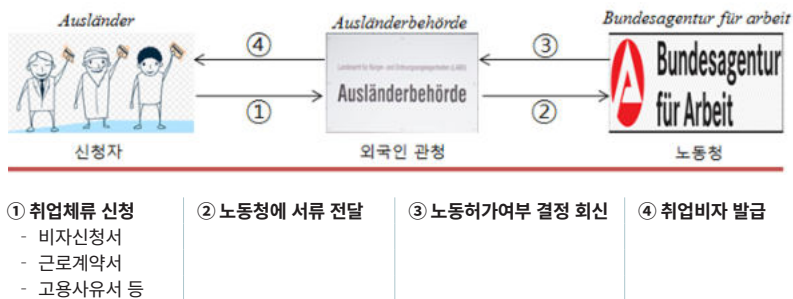 Ausländer
Ausländerbehörde
Bundesagentur für arbeit
④
③
Ausländerbehörde
Bundesagentur
für Arbeit
①
②
신청자
외국인 관청
노동청
① 취업체류 신청
- 비자신청서
- 근로계약서
- 고용사유서 등
② 노동청에 서류 전달
③ 노동허가여부 결정 회신
④ 취업비자 발급